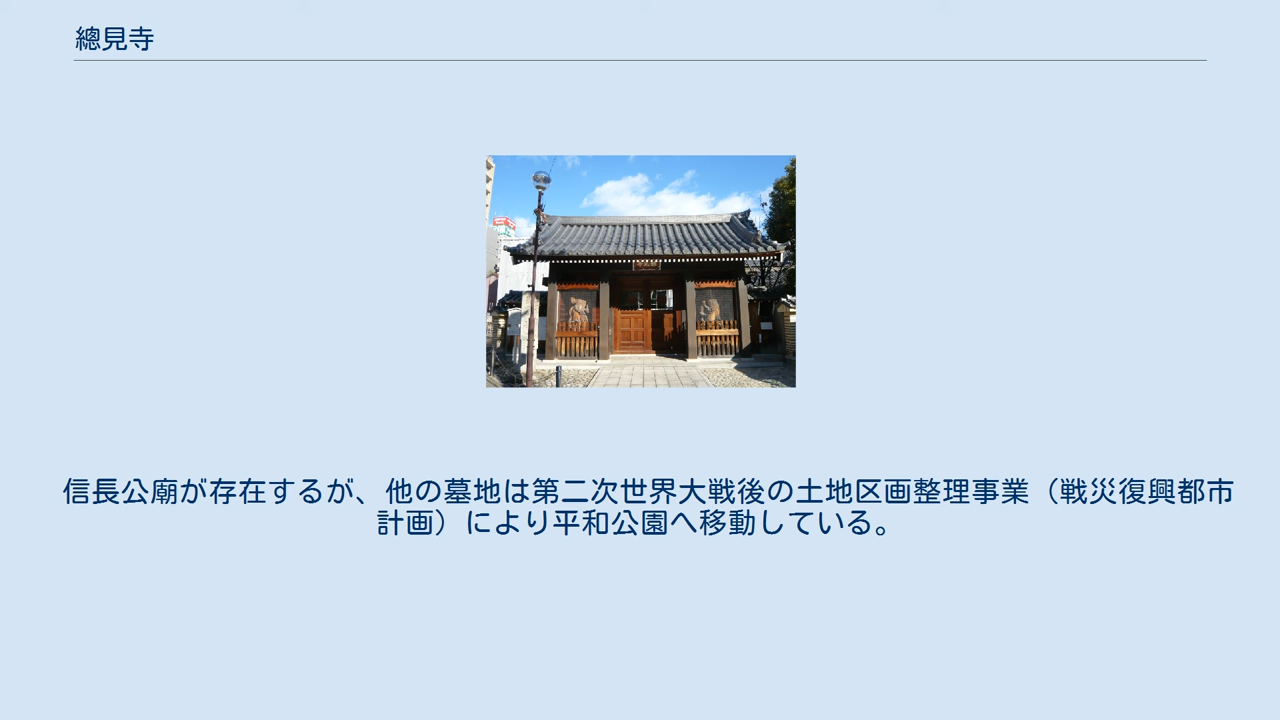 總見寺
信長公廟が存在するが、他の墓地は第二次世界大戦後の土地区画整理事業（戦災復興都市
計画）により平和公園へ移動している。